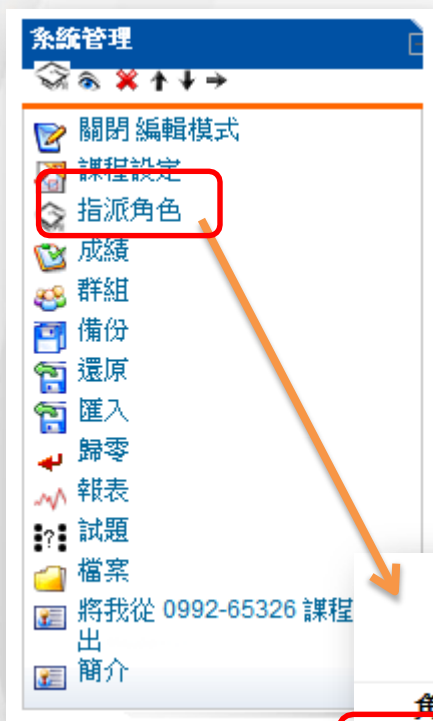 系統管理
關閉 編輯模式
課程設定
指派角色
成績
群組
備份
還原
匯入
歸零
報表
試題
檔案
將我從 0992-65326 課程
出
簡介
角